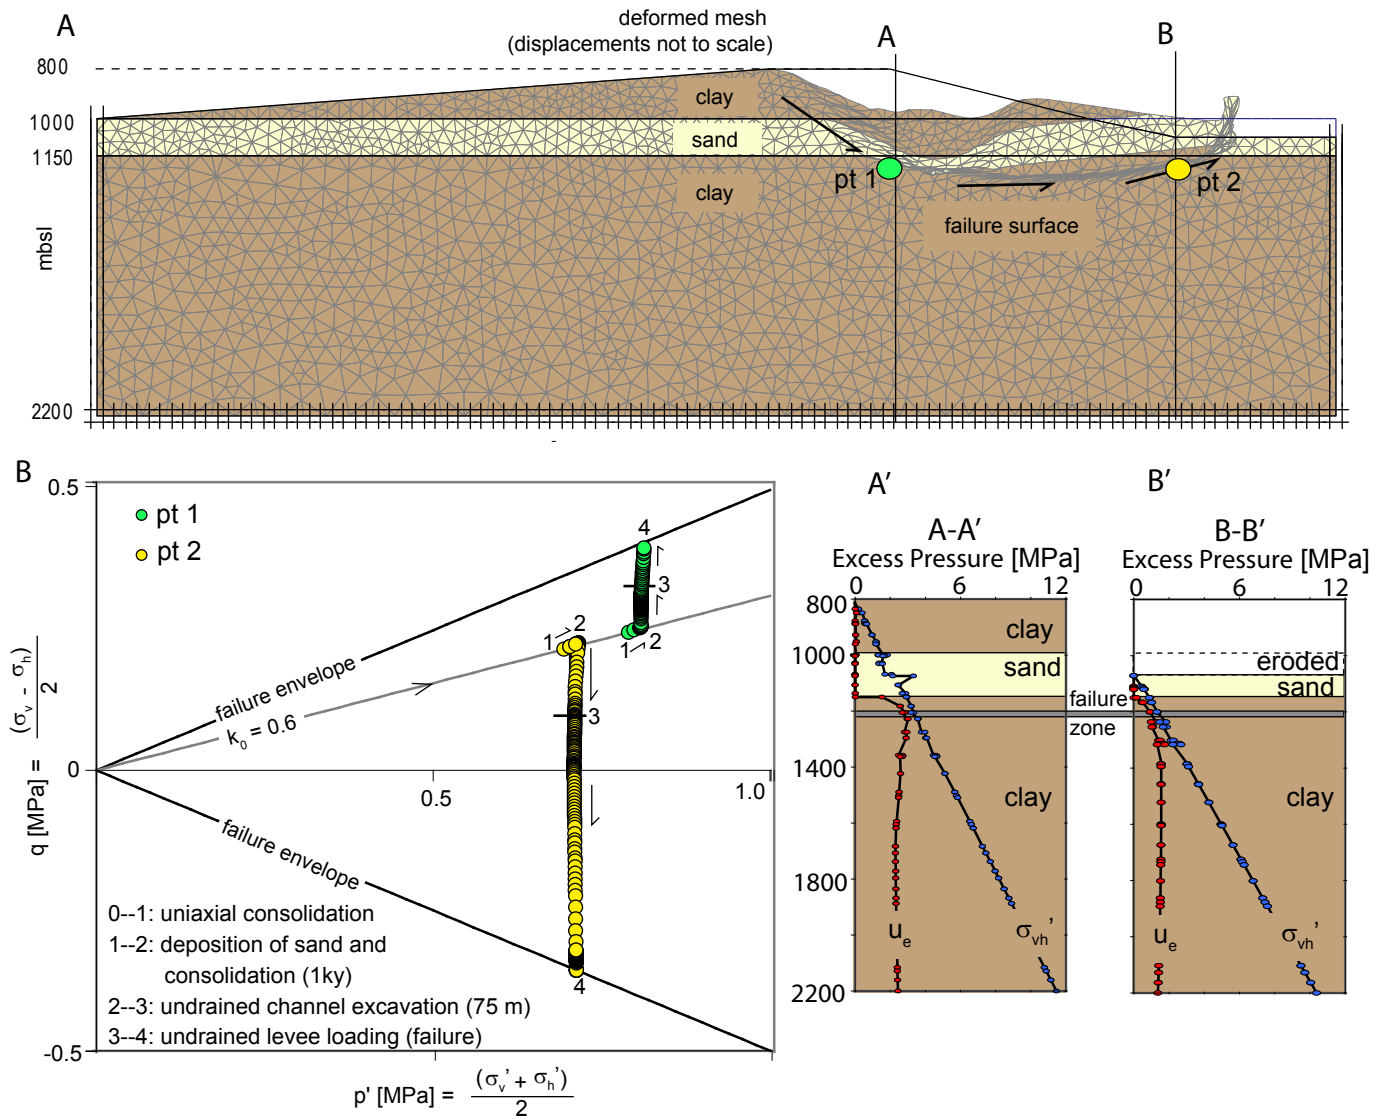 A
deformed mesh
(displacements not to scale)
A
B
800
1000
1150
2200
mbsl
clay
sand
clay
pt 1
pt 2
failure surface
B
0.5
0
-0.5
q [MPa] = (σv - σh) / 2
pt 1
pt 2
4
3
2
1
1
2
3
4
failure envelope
k0 = 0.6
0.5
1.0
failure envelope
0--1: uniaxial consolidation
1--2: deposition of sand and
consolidation (1ky)
2--3: undrained channel excavation (75 m)
3--4: undrained levee loading (failure)
p' [MPa] = (σv' + σh') / 2
A'
A-A'
Excess Pressure [MPa]
0 6 12
800
1000
1400
1800
2200
clay
sand
clay
ue
σvh'
failure
zone
B'
B-B'
Excess Pressure [MPa]
0 6 12
eroded
sand
clay
ue
σvh'